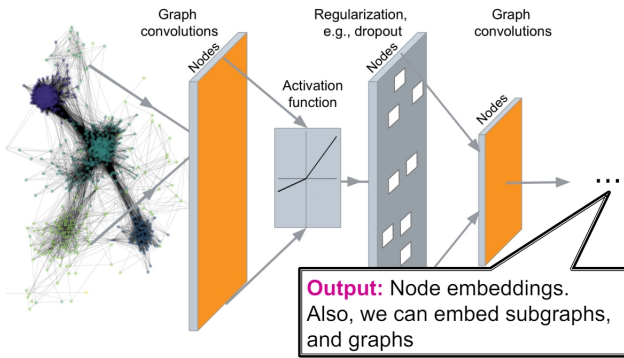 Graph
convolutions
Regularization,
e.g., dropout
Graph
convolutions
Nodes
Activation
function
Nodes
Nodes
...
Output: Node embeddings.
Also, we can embed subgraphs,
and graphs